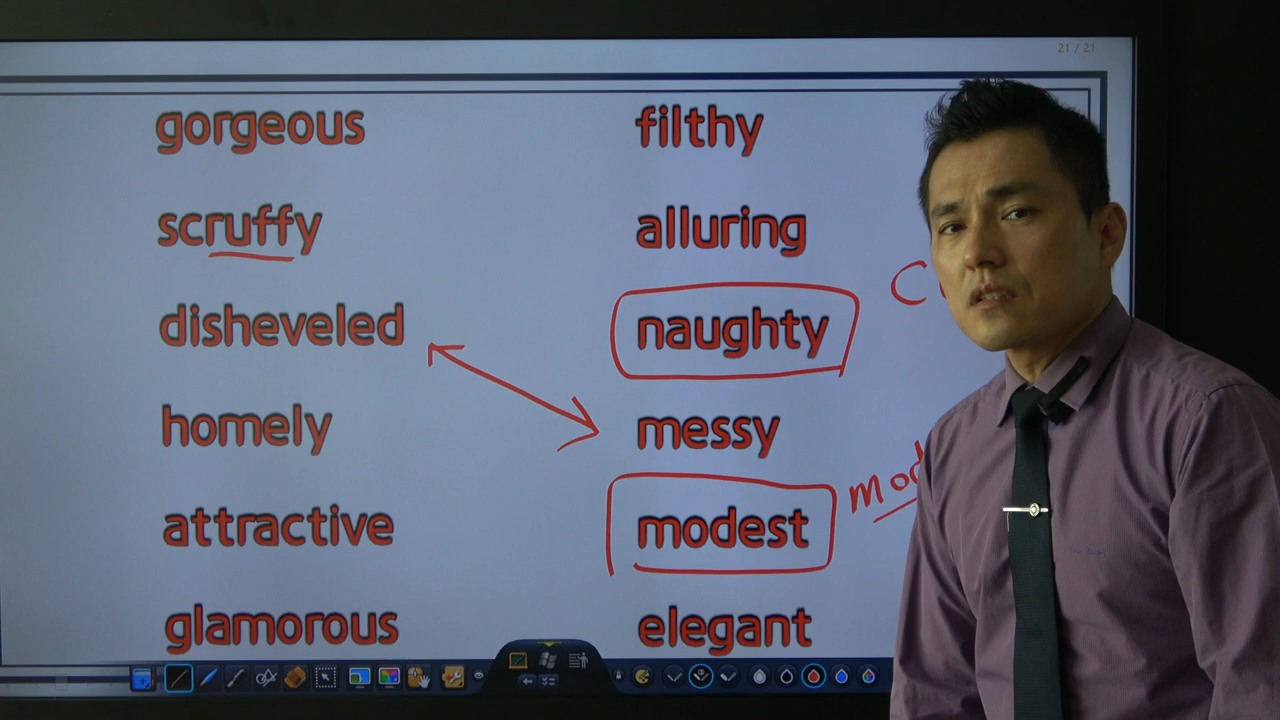 21 / 21
gorgeous filthy
scruffy alluring
disheveled naughty
homely messy
attractive modest
glamorous elegant